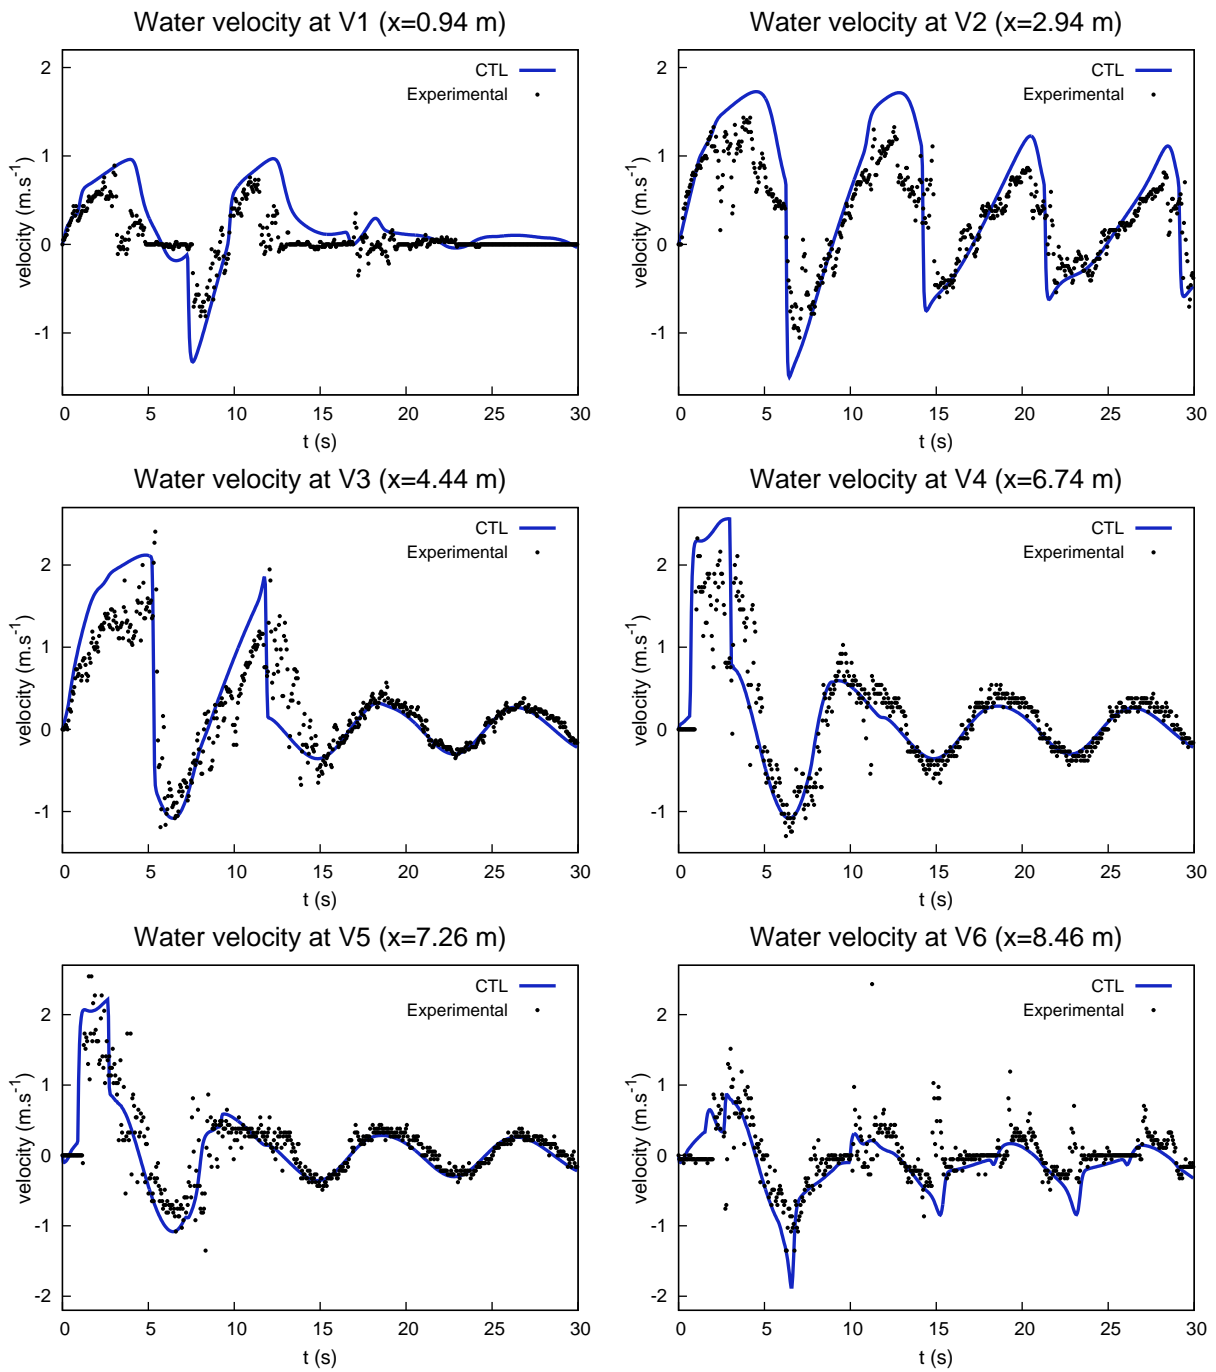 Water velocity at V1 (x=0.94 m)
Water velocity at V2 (x=2.94 m)
velocity (m.s-1)
2
1
0
-1
CTL
Experimental
0 5 10 15 20 25 30
t (s)
velocity (m.s-1)
2
1
0
-1
CTL
Experimental
0 5 10 15 20 25 30
t (s)
Water velocity at V3 (x=4.44 m)
Water velocity at V4 (x=6.74 m)
velocity (m.s-1)
2
1
0
-1
CTL
Experimental
0 5 10 15 20 25 30
t (s)
velocity (m.s-1)
2
1
0
-1
CTL
Experimental
0 5 10 15 20 25 30
t (s)
Water velocity at V5 (x=7.26 m)
Water velocity at V6 (x=8.46 m)
velocity (m.s-1)
2
1
0
-1
-2
CTL
Experimental
0 5 10 15 20 25 30
t (s)
velocity (m.s-1)
2
1
0
-1
-2
CTL
Experimental
0 5 10 15 20 25 30
t (s)